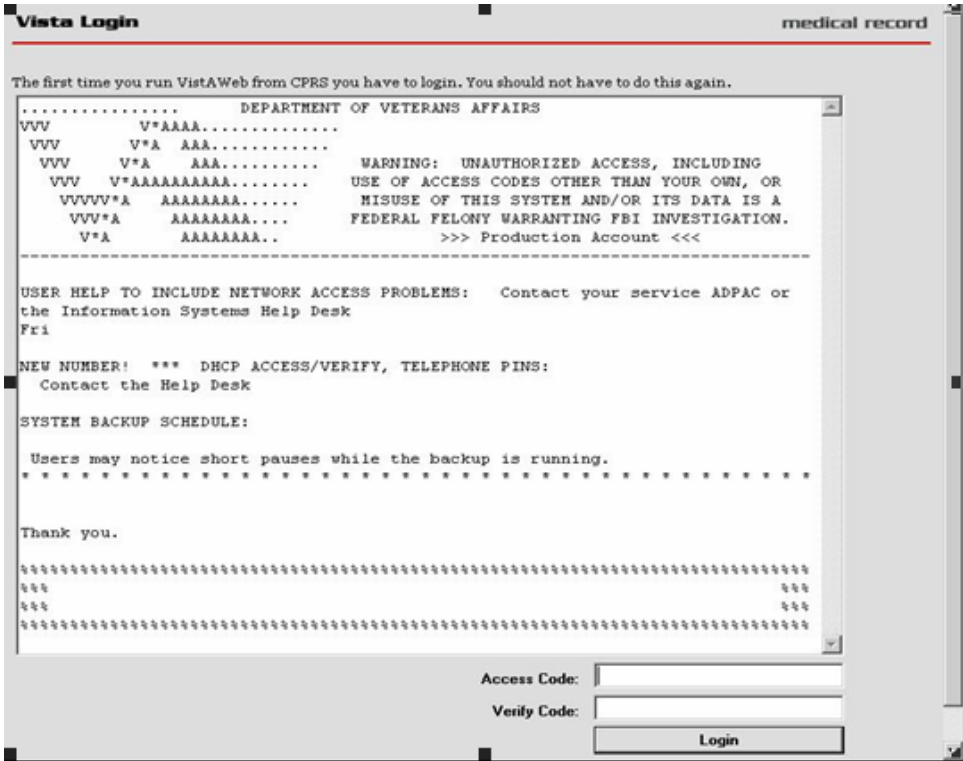 Vista Login
medical record
The first time you run VistAWeb from CPRS you have to login. You should not have to do this again.
................ DEPARTMENT OF VETERANS AFFAIRS
VVV V*AAAA..............
VVV V*A AAA............
VVV V*A AAA.......... WARNING: UNAUTHORIZED ACCESS, INCLUDING
VVV V*AAAAAAAAAA........ USE OF ACCESS CODES OTHER THAN YOUR OWN, OR
VVVVV*A AAAAAAAA...... MISUSE OF THIS SYSTEM AND/OR ITS DATA IS A
VVV*A AAAAAAAA.... FEDERAL FELONY WARRANTING FBI INVESTIGATION.
V*A AAAAAAAA.. >>> Production Account <<<
-------------------------------------------------------------------------------
USER HELP TO INCLUDE NETWORK ACCESS PROBLEMS: Contact your service ADPAC or
the Information Systems Help Desk
Fri
NEW NUMBER! *** DHCP ACCESS/VERIFY, TELEPHONE PINS:
Contact the Help Desk
SYSTEM BACKUP SCHEDULE:
Users may notice short pauses while the backup is running.
* * * * * * * * * * * * * * * * * * * * * * * * * * * * * * * * * * * * * * * *
Thank you.
%%%%%%%%%%%%%%%%%%%%%%%%%%%%%%%%%%%%%%%%%%%%%%%%%%%%%%%%%%%%%%%%%%%%%%%%%%%%%%%
%%% %%%
%%% %%%
%%%%%%%%%%%%%%%%%%%%%%%%%%%%%%%%%%%%%%%%%%%%%%%%%%%%%%%%%%%%%%%%%%%%%%%%%%%%%%%
Access Code:
Verify Code:
Login